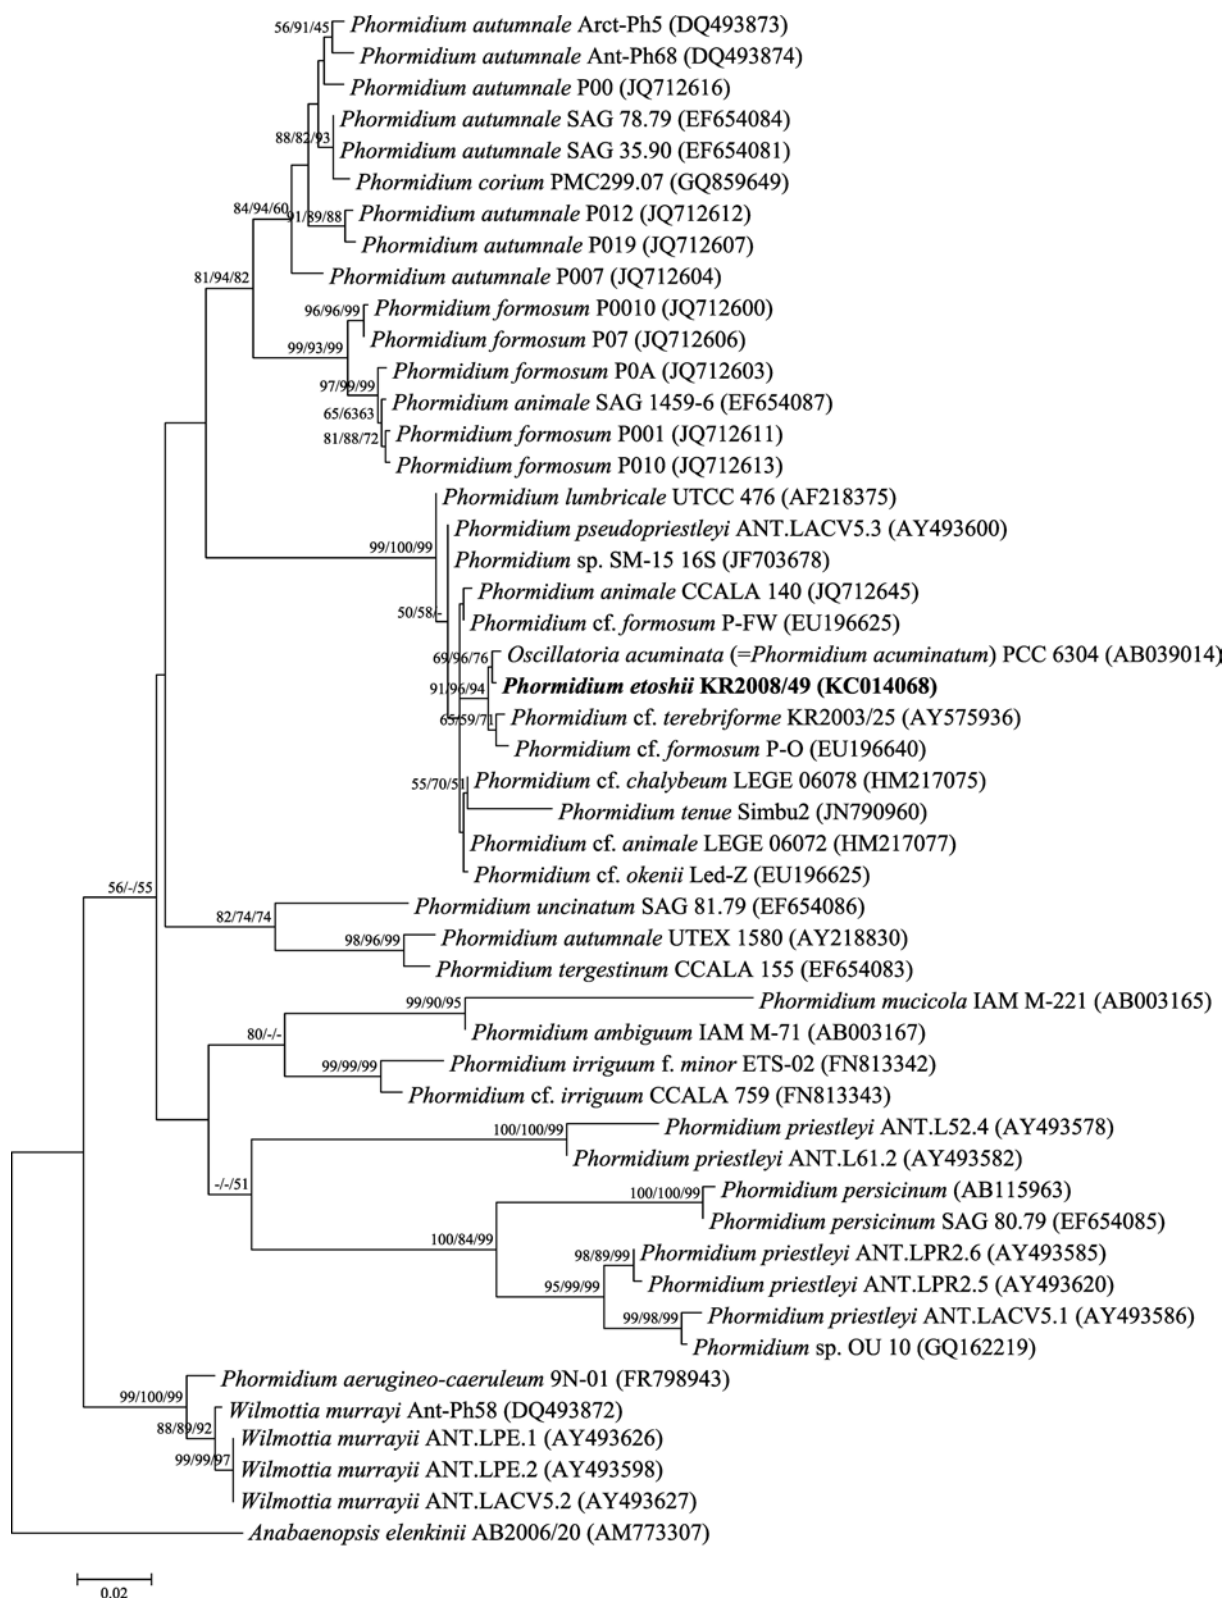 56/91/45
Phormidium autumnale Arct-Ph5 (DQ493873)
Phormidium autumnale Ant-Ph68 (DQ493874)
Phormidium autumnale P00 (JQ712616)
Phormidium autumnale SAG 78.79 (EF654084)
88/82/93
Phormidium autumnale SAG 35.90 (EF654081)
Phormidium corium PMC299.07 (GQ859649)
84/94/60
91/89/88
Phormidium autumnale P012 (JQ712612)
Phormidium autumnale P019 (JQ712607)
81/94/82
Phormidium autumnale P007 (JQ712604)
96/96/99
Phormidium formosum P0010 (JQ712600)
Phormidium formosum P07 (JQ712606)
99/93/99
Phormidium formosum P0A (JQ712603)
97/99/99
Phormidium animale SAG 1459-6 (EF654087)
65/6363
Phormidium formosum P001 (JQ712611)
81/88/72
Phormidium formosum P010 (JQ712613)
Phormidium lumbricale UTCC 476 (AF218375)
Phormidium pseudopriestleyi ANT.LACV5.3 (AY493600)
99/100/99
Phormidium sp. SM-15 16S (JF703678)
Phormidium animale CCALA 140 (JQ712645)
50/58/-
Phormidium cf. formosum P-FW (EU196625)
69/96/76
Oscillatoria acuminata (=Phormidium acuminatum) PCC 6304 (AB039014)
91/96/94
Phormidium etoshii KR2008/49 (KC014068)
65/59/71
Phormidium cf. terebriforme KR2003/25 (AY575936)
Phormidium cf. formosum P-O (EU196640)
55/70/51
Phormidium cf. chalybeum LEGE 06078 (HM217075)
Phormidium tenue Simbu2 (JN790960)
Phormidium cf. animale LEGE 06072 (HM217077)
Phormidium cf. okenii Led-Z (EU196625)
56/-/55
Phormidium uncinatum SAG 81.79 (EF654086)
82/74/74
98/96/99
Phormidium autumnale UTEX 1580 (AY218830)
Phormidium tergestinum CCALA 155 (EF654083)
99/90/95
Phormidium mucicola IAM M-221 (AB003165)
80/-/-
Phormidium ambiguum IAM M-71 (AB003167)
99/99/99
Phormidium irriguum f. minor ETS-02 (FN813342)
Phormidium cf. irriguum CCALA 759 (FN813343)
100/100/99
Phormidium priestleyi ANT.L52.4 (AY493578)
Phormidium priestleyi ANT.L61.2 (AY493582)
-/-/51
100/100/99
Phormidium persicinum (AB115963)
Phormidium persicinum SAG 80.79 (EF654085)
100/84/99
98/89/99
Phormidium priestleyi ANT.LPR2.6 (AY493585)
95/99/99
Phormidium priestleyi ANT.LPR2.5 (AY493620)
99/98/99
Phormidium priestleyi ANT.LACV5.1 (AY493586)
Phormidium sp. OU 10 (GQ162219)
Phormidium aerugineo-caeruleum 9N-01 (FR798943)
99/100/99
Wilmottia murrayi Ant-Ph58 (DQ493872)
88/89/92
Wilmottia murrayii ANT.LPE.1 (AY493626)
99/99/97
Wilmottia murrayii ANT.LPE.2 (AY493598)
Wilmottia murrayii ANT.LACV5.2 (AY493627)
Anabaenopsis elenkinii AB2006/20 (AM773307)
0.02